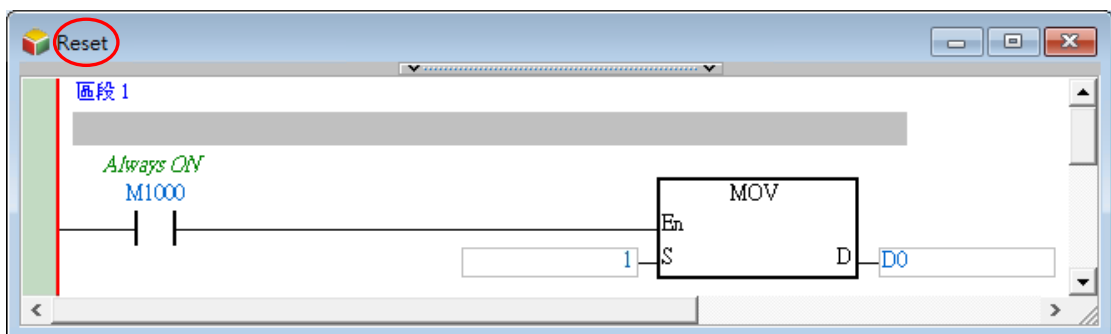 Reset
區段 1
Always ON
M1000
MOV
En
1 S D D0